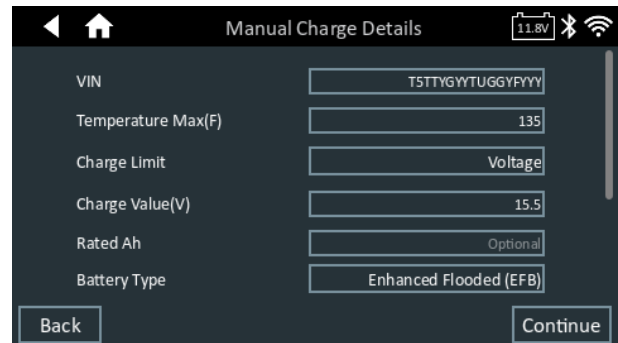 Manual Charge Details 11.8V
VIN T5TTYGYYTUGGYFYYY
Temperature Max(F) 135
Charge Limit Voltage
Charge Value(V) 15.5
Rated Ah Optional
Battery Type Enhanced Flooded (EFB)
Back Continue